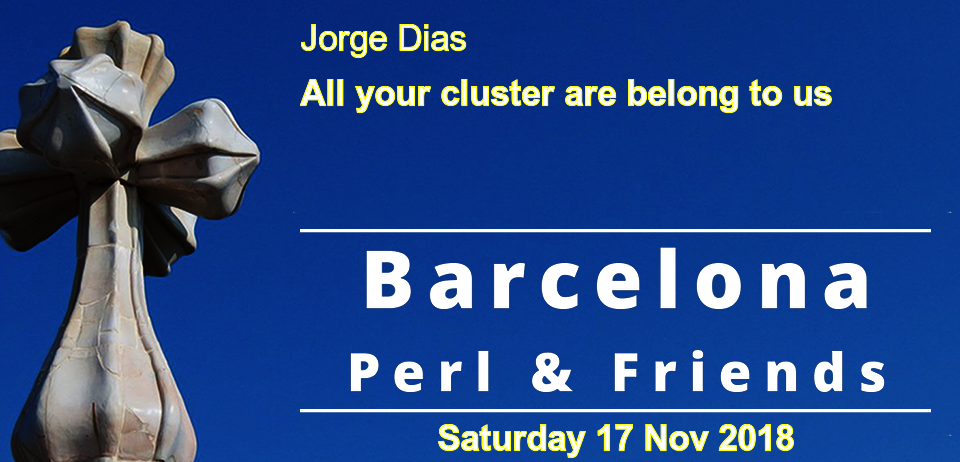 Jorge Dias
All your cluster are belong to us
Barcelona
Perl & Friends
Saturday 17 Nov 2018